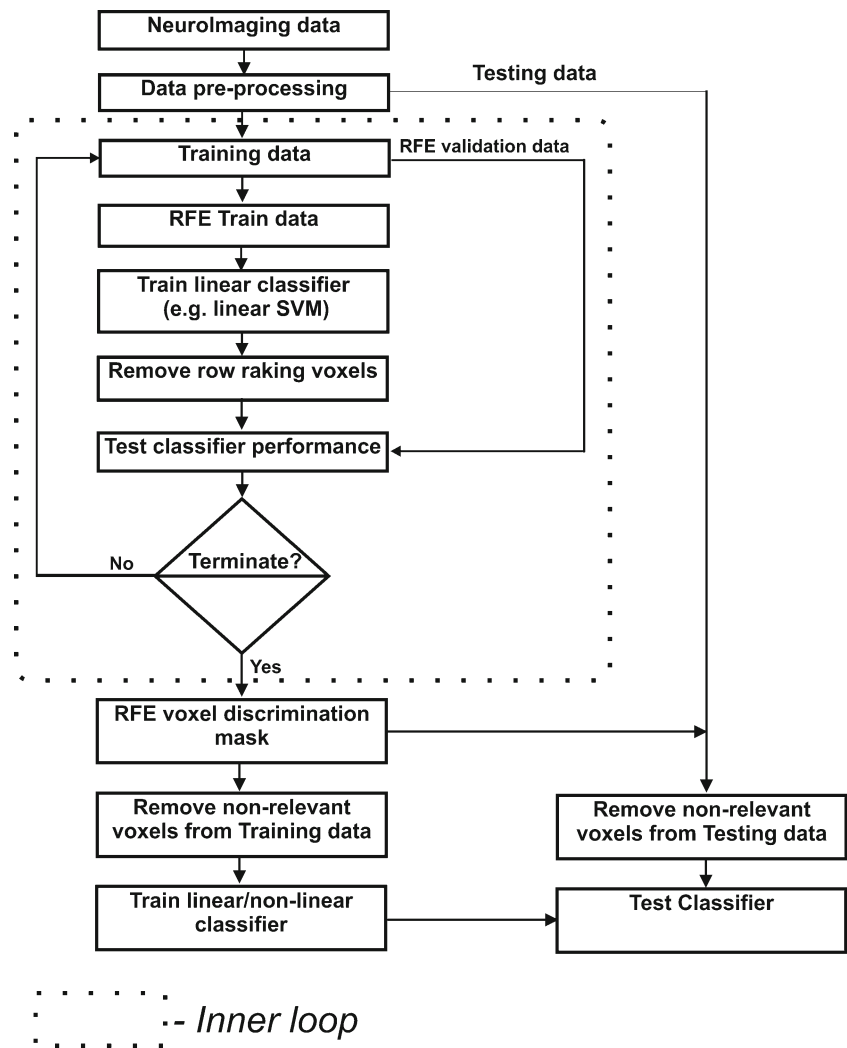 NeuroImaging data
Data pre-processing
Testing data
Training data
RFE validation data
RFE Train data
Train linear classifier
(e.g. linear SVM)
Remove row raking voxels
Test classifier performance
Terminate?
No
Yes
RFE voxel discrimination
mask
Remove non-relevant
voxels from Training data
Remove non-relevant
voxels from Testing data
Train linear/non-linear
classifier
Test Classifier
- Inner loop